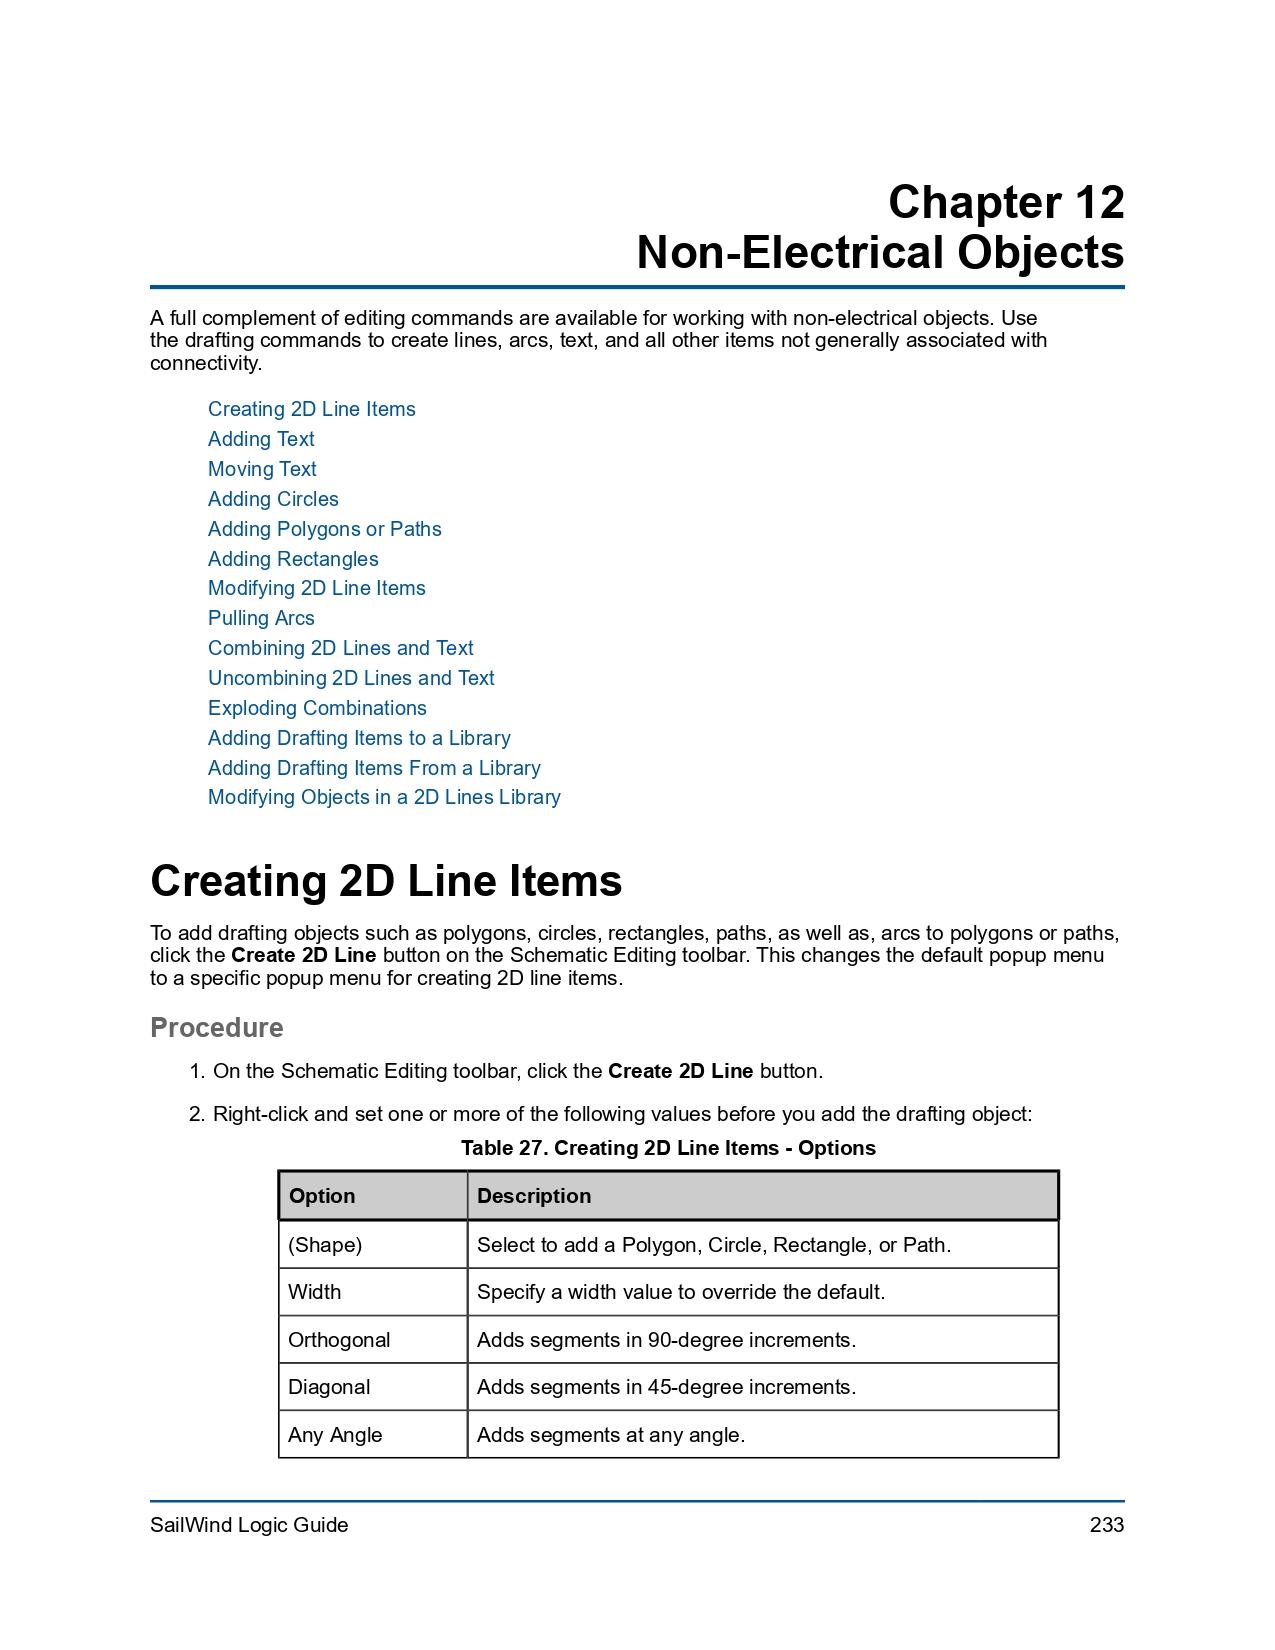 Chapter 12
Non-Electrical Objects
A full complement of editing commands are available for working with non-electrical objects. Use
the drafting commands to create lines, arcs, text, and all other items not generally associated with
connectivity.
Creating 2D Line Items
Adding Text
Moving Text
Adding Circles
Adding Polygons or Paths
Adding Rectangles
Modifying 2D Line Items
Pulling Arcs
Combining 2D Lines and Text
Uncombining 2D Lines and Text
Exploding Combinations
Adding Drafting Items to a Library
Adding Drafting Items From a Library
Modifying Objects in a 2D Lines Library
Creating 2D Line Items
To add drafting objects such as polygons, circles, rectangles, paths, as well as, arcs to polygons or paths,
click the Create 2D Line button on the Schematic Editing toolbar. This changes the default popup menu
to a specific popup menu for creating 2D line items.
Procedure
1. On the Schematic Editing toolbar, click the Create 2D Line button.
2. Right-click and set one or more of the following values before you add the drafting object:
Table 27. Creating 2D Line Items - Options
Option Description
(Shape) Select to add a Polygon, Circle, Rectangle, or Path.
Width Specify a width value to override the default.
Orthogonal Adds segments in 90-degree increments.
Diagonal Adds segments in 45-degree increments.
Any Angle Adds segments at any angle.
SailWind Logic Guide 233